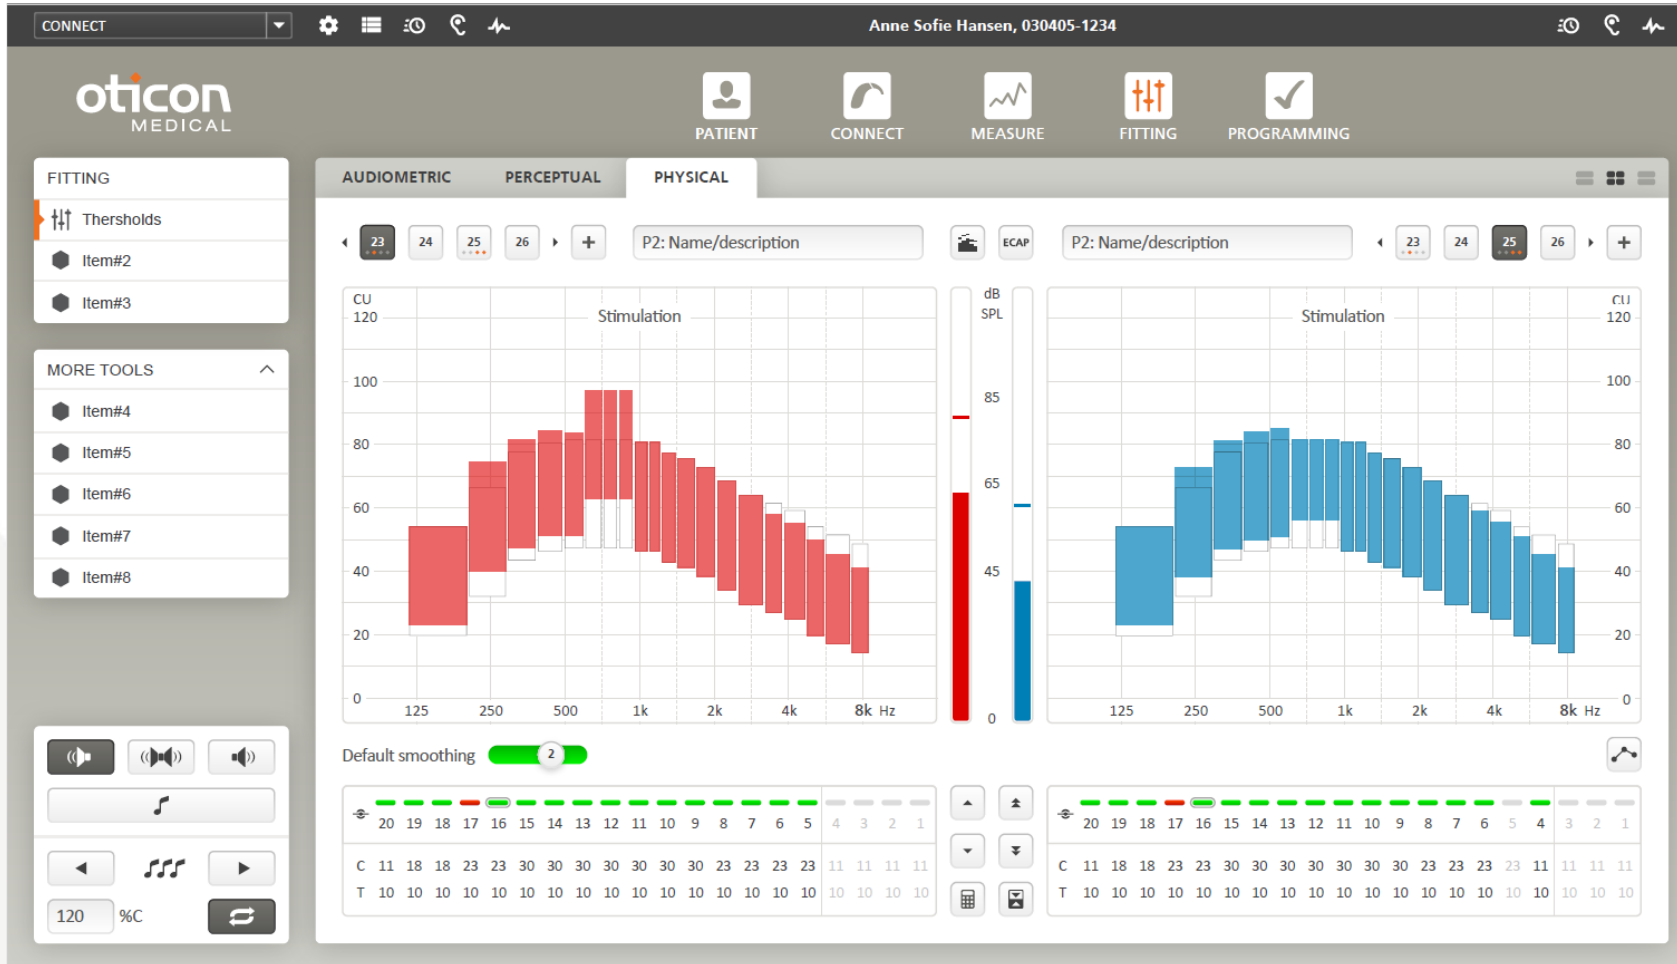 CONNECT
Anne Sofie Hansen, 030405-1234
oticon
MEDICAL
PATIENT
CONNECT
MEASURE
FITTING
PROGRAMMING
FITTING
Thersholds
Item#2
Item#3
MORE TOOLS
Item#4
Item#5
Item#6
Item#7
Item#8
120 %C
AUDIOMETRIC PERCEPTUAL PHYSICAL
23 24 25 26 + P2: Name/description ECAP P2: Name/description 23 24 25 26 +
CU
120
Stimulation
100
80
60
40
20
0
125 250 500 1k 2k 4k 8k Hz
dB
SPL
85
65
45
0
CU
120
Stimulation
100
80
60
40
20
0
125 250 500 1k 2k 4k 8k Hz
Default smoothing 2
20 19 18 17 16 15 14 13 12 11 10 9 8 7 6 5 4 3 2 1
C 11 18 18 23 23 30 30 30 30 30 30 30 23 23 23 23 11 11 11 11
T 10 10 10 10 10 10 10 10 10 10 10 10 10 10 10 10 10 10 10 10
20 19 18 17 16 15 14 13 12 11 10 9 8 7 6 5 4 3 2 1
C 11 18 18 23 23 30 30 30 30 30 30 30 23 23 23 23 11 11 11 11
T 10 10 10 10 10 10 10 10 10 10 10 10 10 10 10 10 10 10 10 10